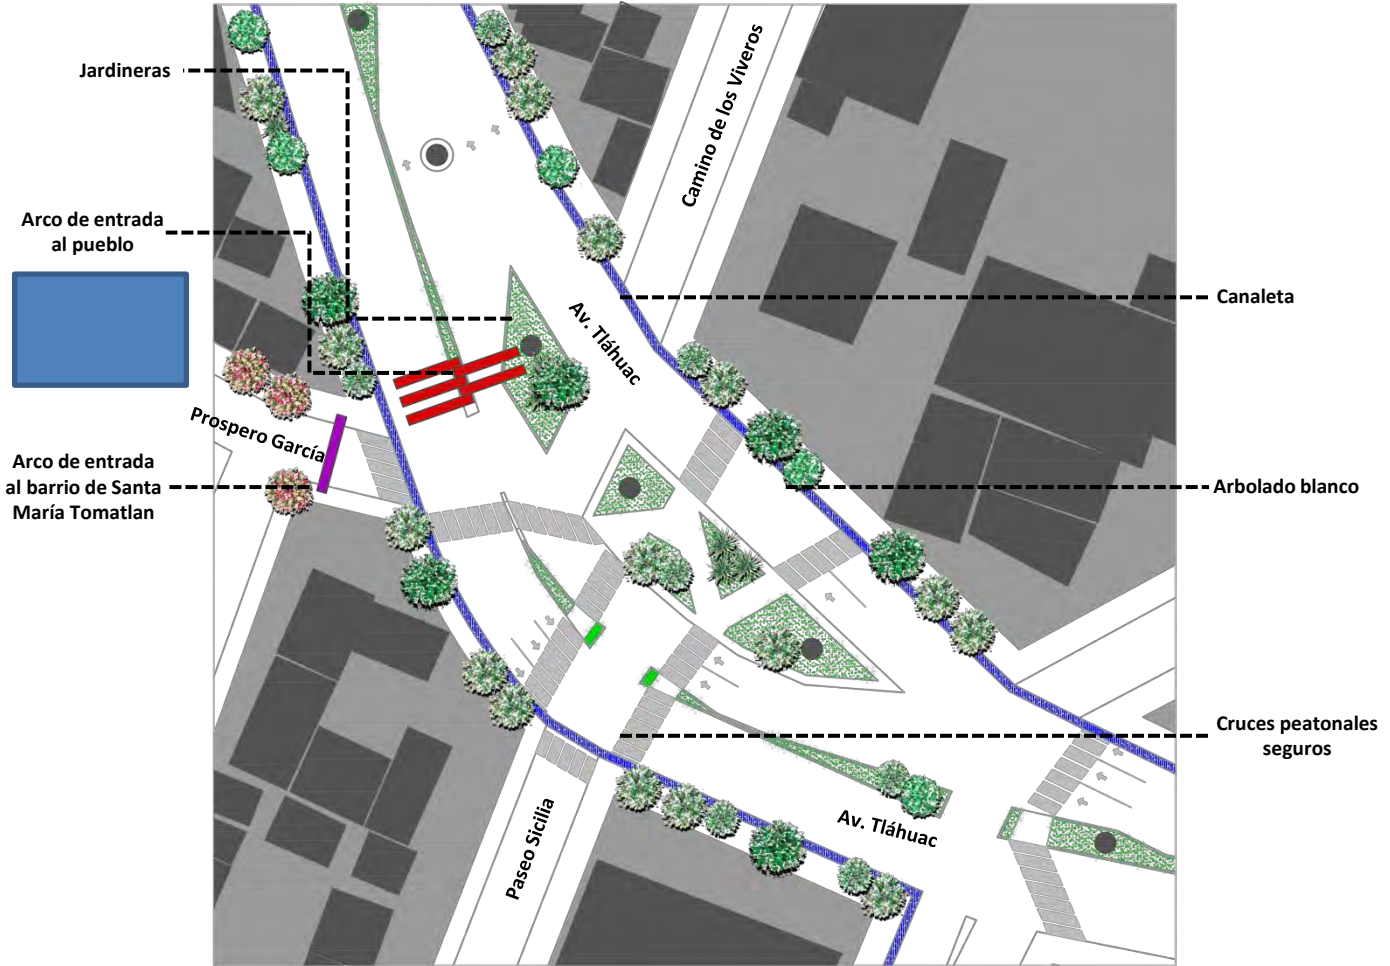 Jardineras
Arco de entrada
al pueblo
Arco de entrada
al barrio de Santa
María Tomatlan
Prospero García
Camino de los Viveros
Av. Tláhuac
Canaleta
Arbolado blanco
Cruces peatonales
seguros
Av. Tláhuac
Paseo Sicilia